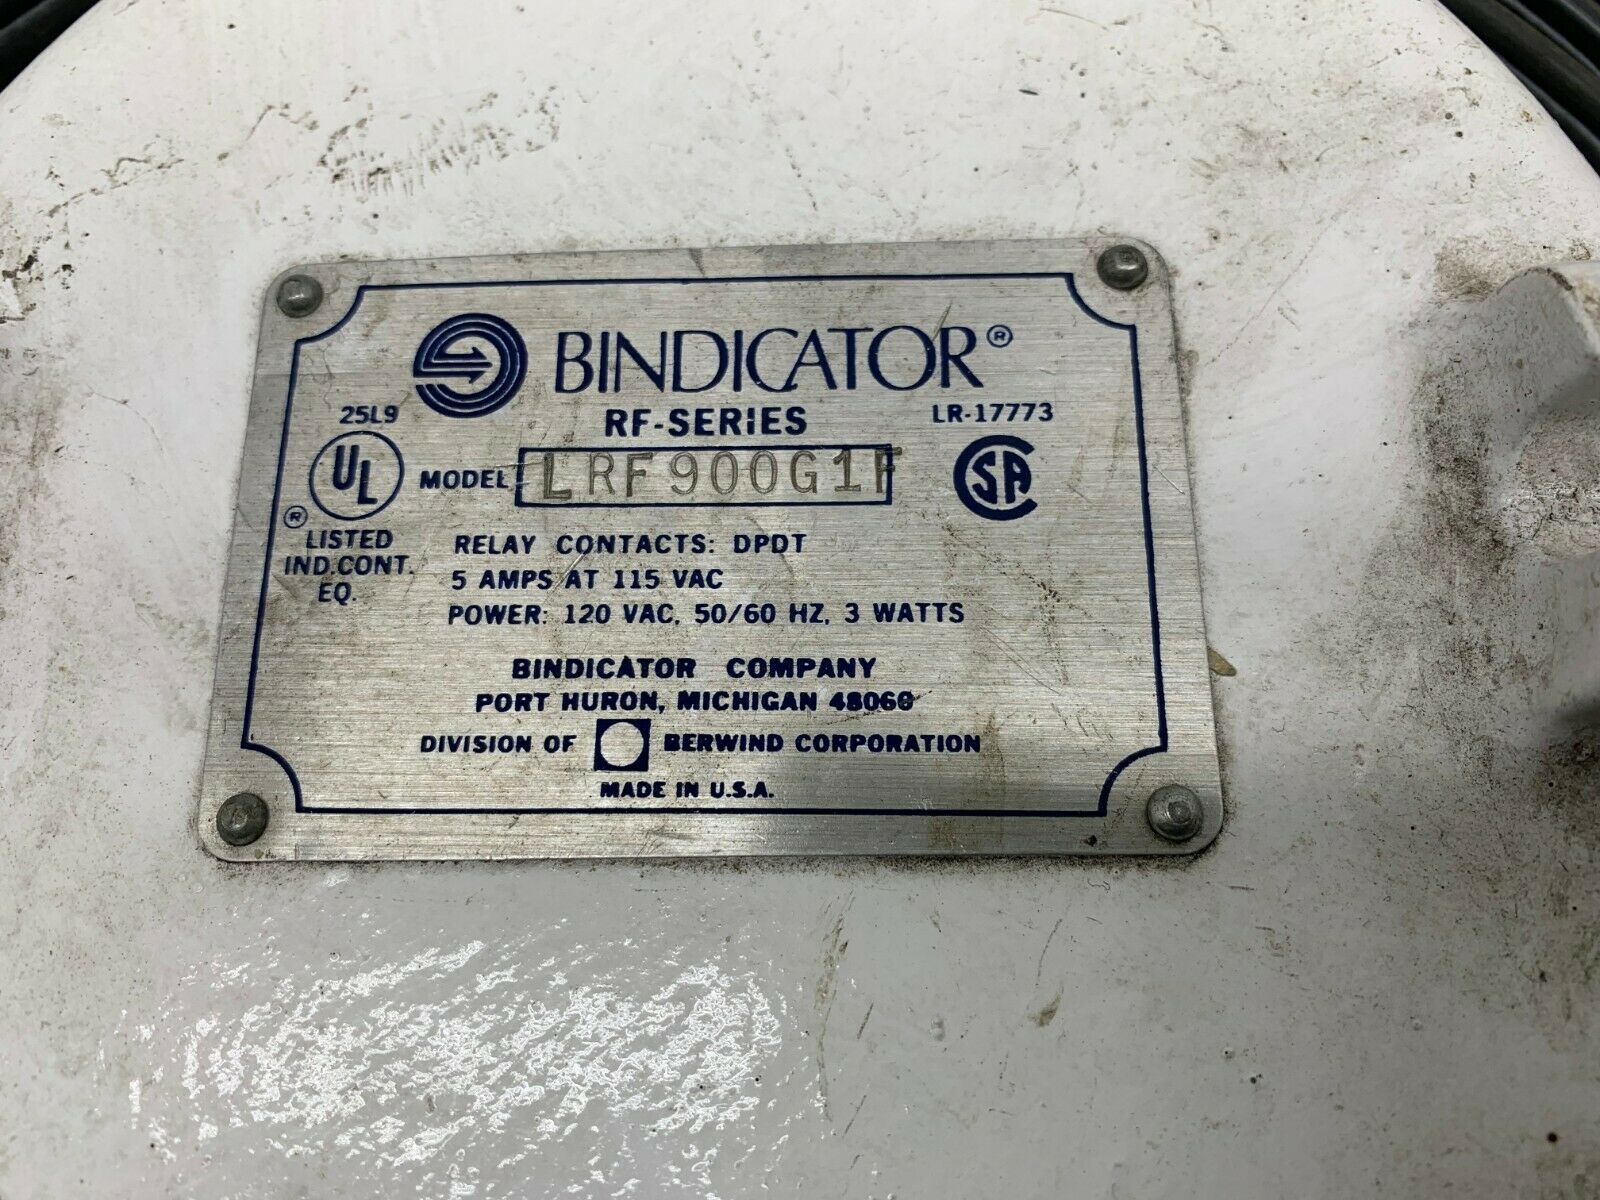 BINDICATOR®
RF-SERIES
25L9
LR-17773
UL
®
LISTED
IND.CONT.
EQ.
MODEL LRF900G1F
SA
RELAY CONTACTS: DPDT
5 AMPS AT 115 VAC
POWER: 120 VAC, 50/60 HZ, 3 WATTS
BINDICATOR COMPANY
PORT HURON, MICHIGAN 48060
DIVISION OF BERWIND CORPORATION
MADE IN U.S.A.